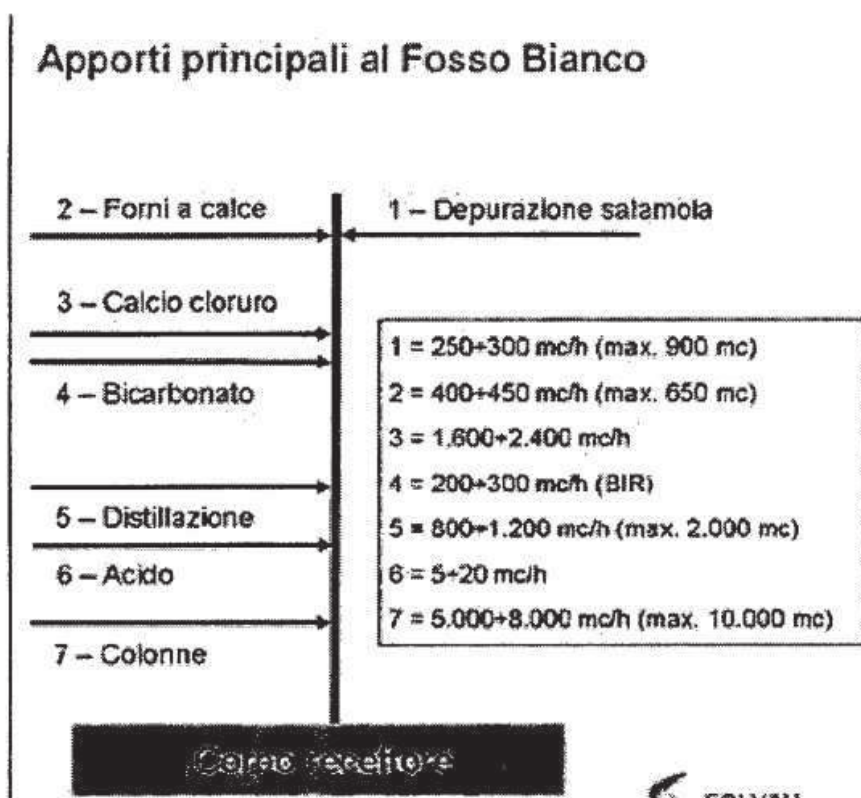 Apporti principali al Fosso Bianco
2 – Forni a calce
1 – Depurazione salamoia
3 – Calcio cloruro
4 – Bicarbonato
5 – Distillazione
6 – Acido
7 – Colonne
1 = 250÷300 mc/h (max. 900 mc)
2 = 400÷450 mc/h (max. 650 mc)
3 = 1.600÷2.400 mc/h
4 = 200÷300 mc/h (BIR)
5 = 800÷1.200 mc/h (max. 2.000 mc)
6 = 5÷20 mc/h
7 = 5.000÷8.000 mc/h (max. 10.000 mc)
Corpo recettore